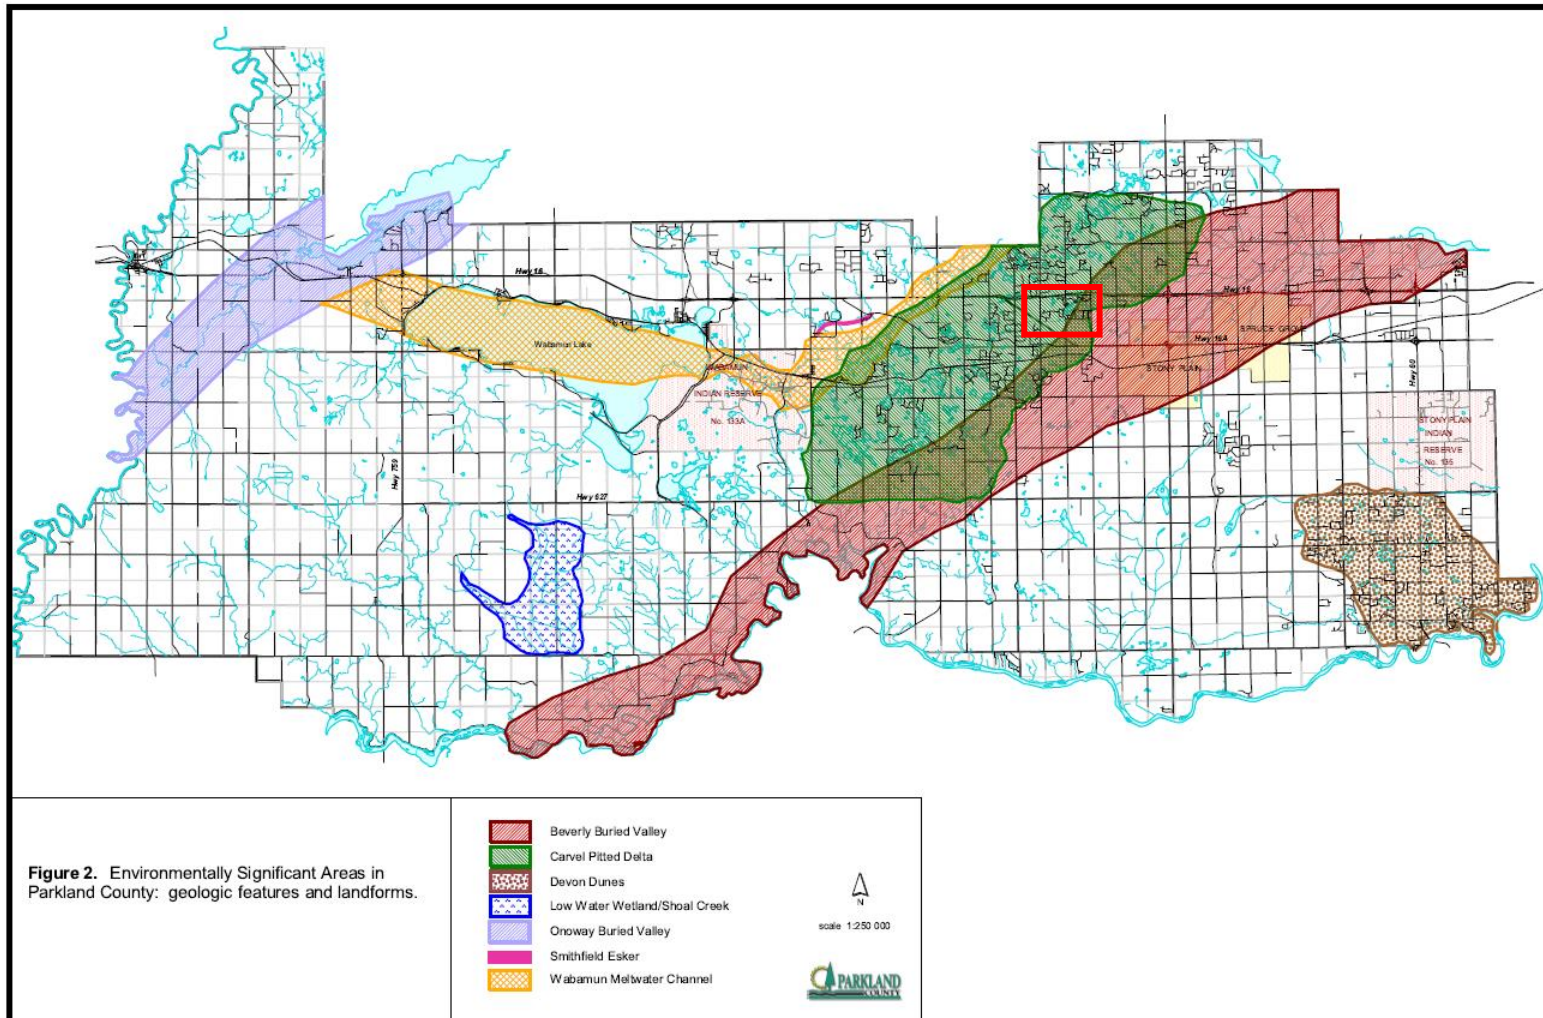 Hwy 16
Hwy 16
SPRUCE GROVE
Hwy 16A
Wabamun Lake
STONY PLAIN
WABAMUN
INDIAN RESERVE
No. 133A
Hwy 60
STONY PLAIN
INDIAN
RESERVE
No. 135
Hwy 759
Hwy 627
Figure 2. Environmentally Significant Areas in
Parkland County: geologic features and landforms.
Beverly Buried Valley
Carvel Pitted Delta
Devon Dunes
Low Water Wetland/Shoal Creek
Onoway Buried Valley
Smithfield Esker
Wabamun Meltwater Channel
N
scale 1:250 000
PARKLAND
COUNTY